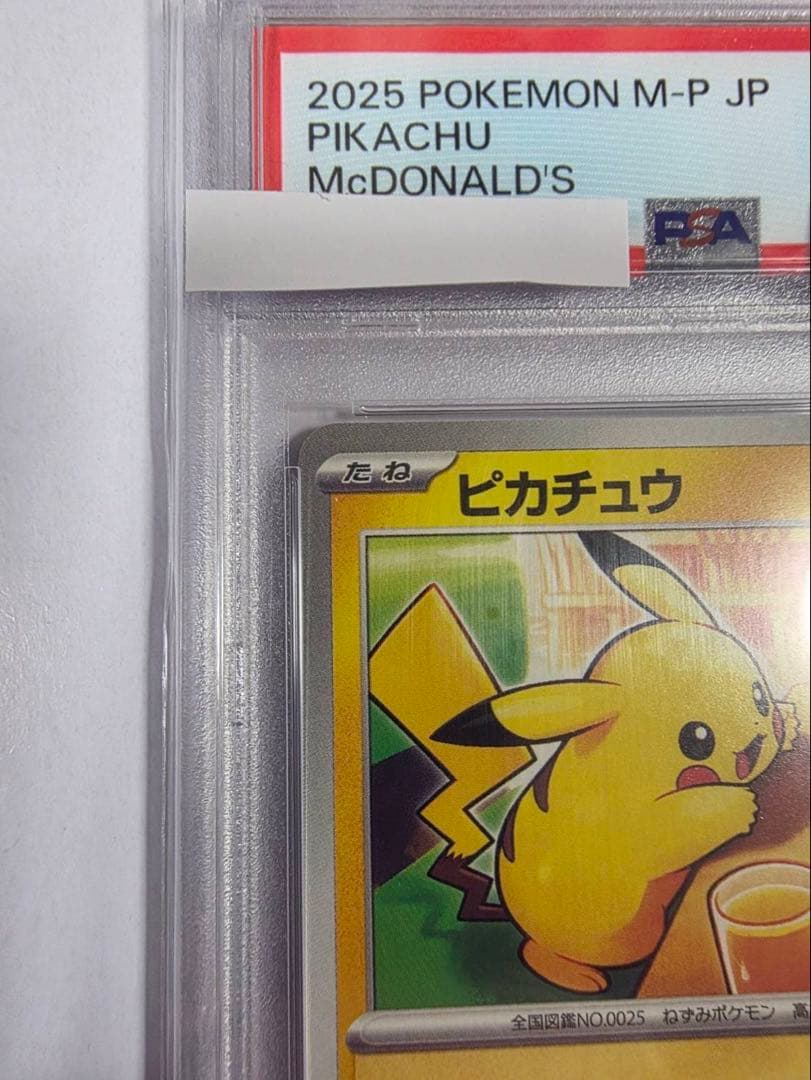 2025 POKEMON M-P JP
PIKACHU
McDONALD'S
PSA
たね
ピカチュウ
全国図鑑NO.0025 ねずみポケモン 高